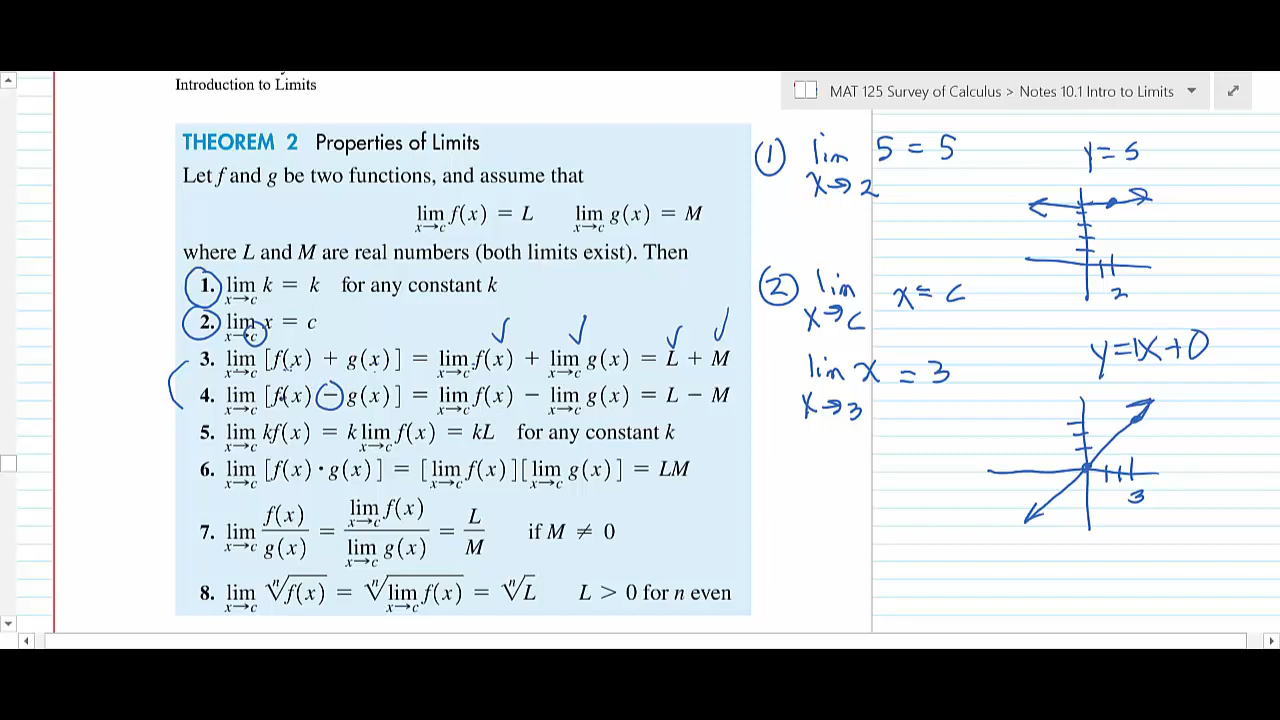 Introduction to Limits
MAT 125 Survey of Calculus > Notes 10.1 Intro to Limits
THEOREM 2 Properties of Limits
Let f and g be two functions, and assume that
lim x→c f(x) = L lim x→c g(x) = M
where L and M are real numbers (both limits exist). Then
1. lim x→c k = k for any constant k
2. lim x→c x = c
3. lim x→c [f(x) + g(x)] = lim x→c f(x) + lim x→c g(x) = L + M
4. lim x→c [f(x) − g(x)] = lim x→c f(x) − lim x→c g(x) = L − M
5. lim x→c kf(x) = k lim x→c f(x) = kL for any constant k
6. lim x→c [f(x) · g(x)] = [lim x→c f(x)][lim x→c g(x)] = LM
7. lim x→c f(x)/g(x) = lim x→c f(x) / lim x→c g(x) = L/M if M ≠ 0
8. lim x→c ⁿ√f(x) = ⁿ√lim x→c f(x) = ⁿ√L L > 0 for n even
① lim x→2 5 = 5
y = 5
2
② lim x→c x = c
lim x→3 x = 3
y = 1x + 0
3